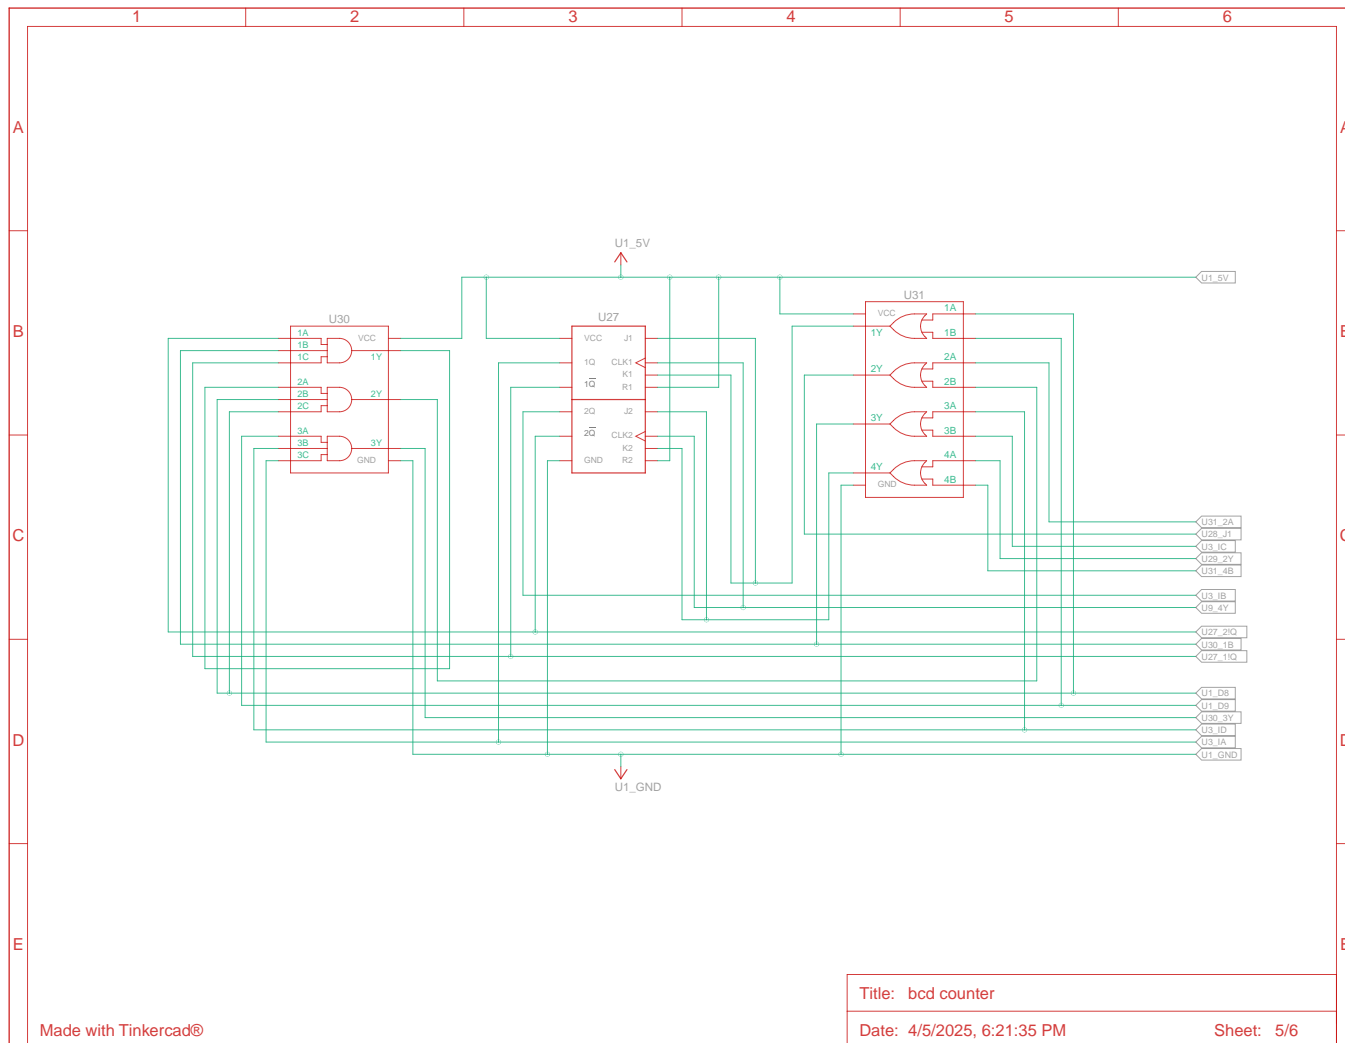 1 2 3 4 5 6
A A
U1_5V
U1_5V
U31
VCC 1A
1Y 1B
2A
2Y 2B
3A
3Y 3B
4A
4Y
GND 4B
B
U30
1A VCC
1B
1C 1Y
2A
2B 2Y
2C
3A
3B 3Y
3C GND
U27
VCC J1
1Q CLK1
1Q K1
R1
2Q J2
2Q CLK2
K2
GND R2
C
U31_2A
U28_J1
U3_IC
U29_2Y
U31_4B
U3_IB
U9_4Y
U27_2!Q
U30_1B
U27_1!Q
U1_D8
U1_D9
U30_3Y
D
U3_ID
U3_IA
U1_GND
U1_GND
E
Title: bcd counter
Made with Tinkercad®
Date: 4/5/2025, 6:21:35 PM Sheet: 5/6